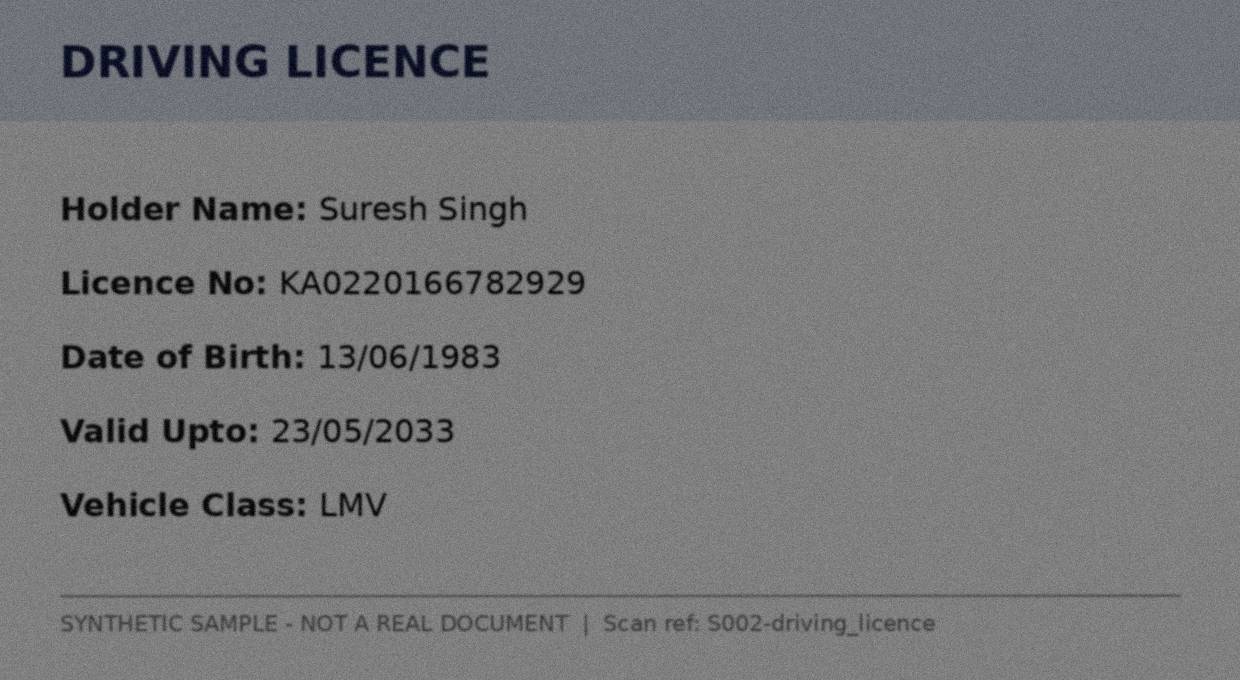 DRIVING LICENCE
Holder Name: Suresh Singh
Licence No: KA0220166782929
Date of Birth: 13/06/1983
Valid Upto: 23/05/2033
Vehicle Class: LMV
SYNTHETIC SAMPLE - NOT A REAL DOCUMENT | Scan ref: S002-driving_licence